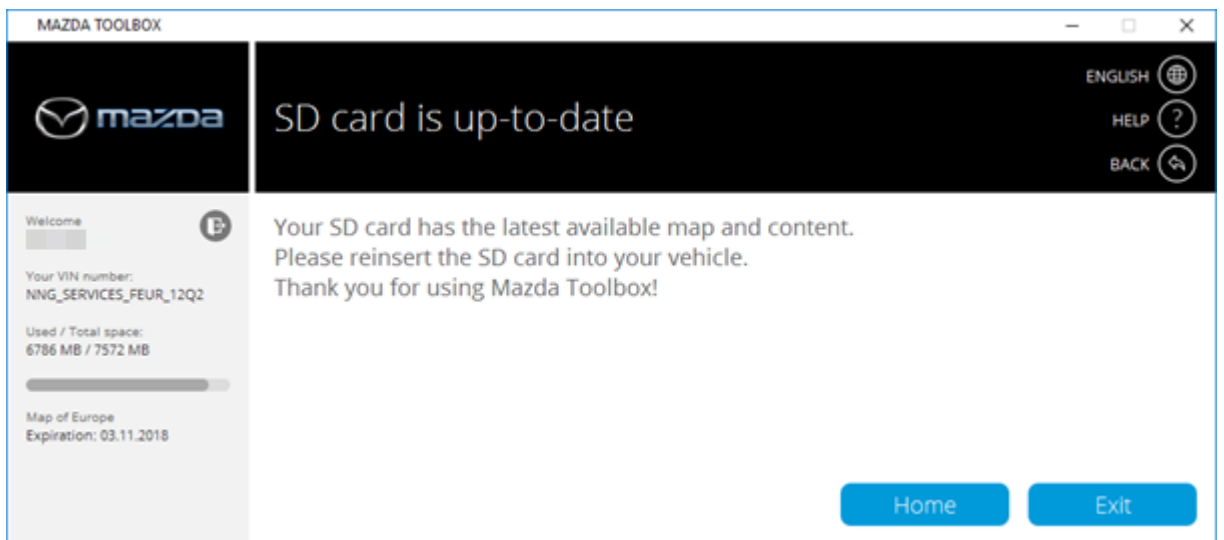 MAZDA TOOLBOX
mazda
SD card is up-to-date
ENGLISH
HELP
BACK
Welcome
Your VIN number:
NNG_SERVICES_FEUR_12Q2
Used / Total space:
6786 MB / 7572 MB
Map of Europe
Expiration: 03.11.2018
Your SD card has the latest available map and content.
Please reinsert the SD card into your vehicle.
Thank you for using Mazda Toolbox!
Home
Exit